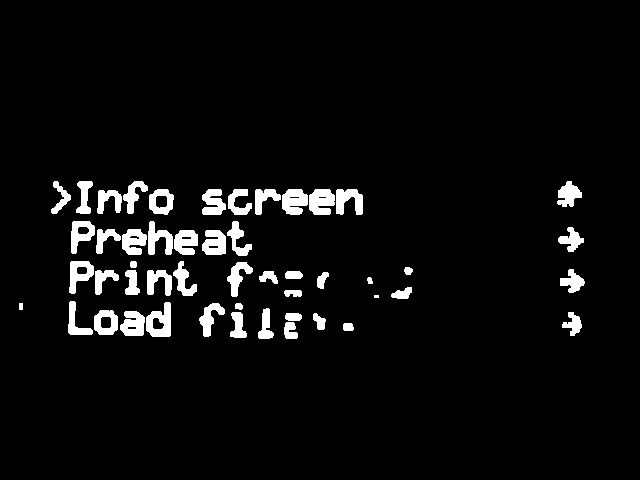 >Info screen ↑
Preheat →
Print →
Load →